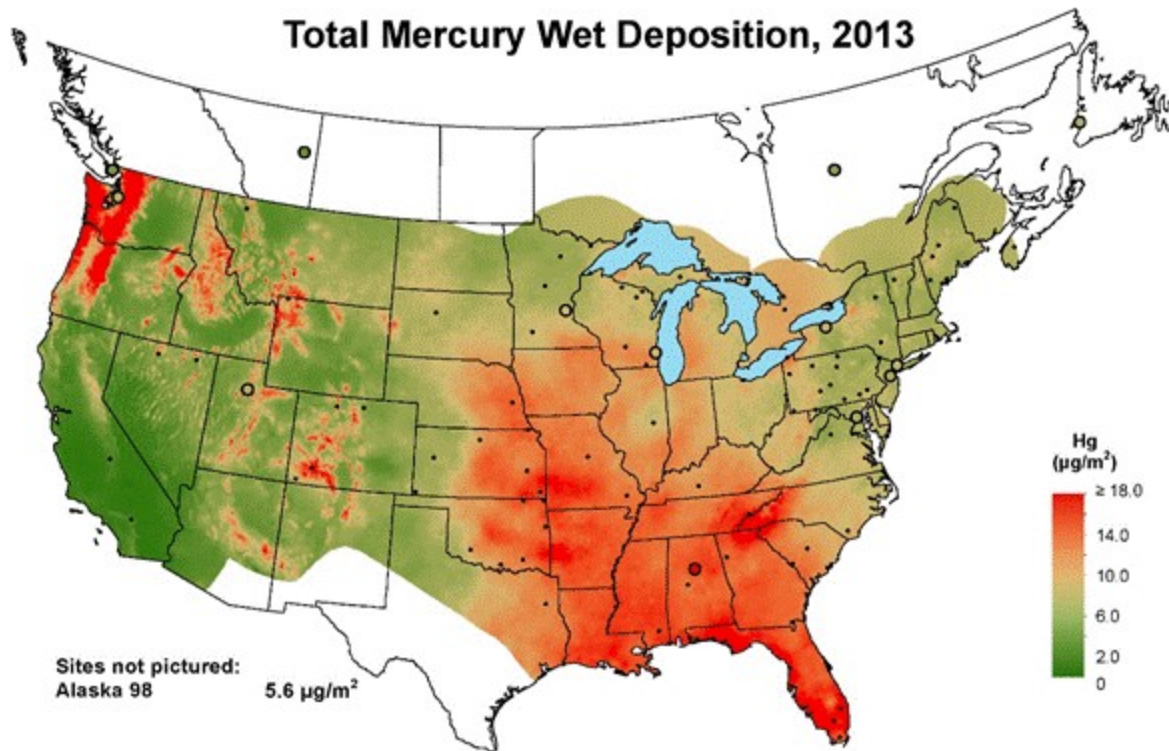 Total Mercury Wet Deposition, 2013
Hg
(µg/m²)
≥ 18.0
14.0
10.0
6.0
2.0
0
Sites not pictured:
Alaska 98 5.6 µg/m²